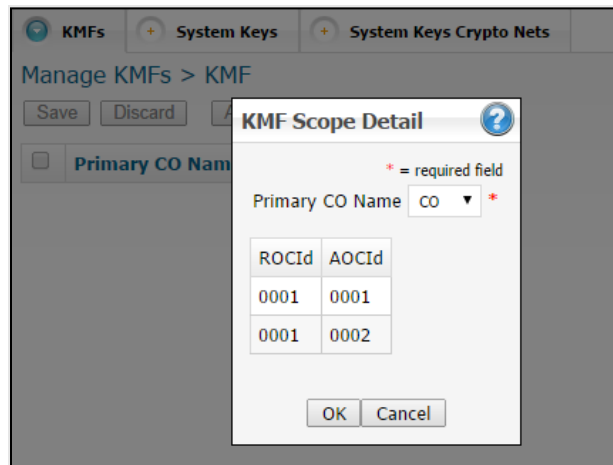 KMFs
System Keys
System Keys Crypto Nets
Manage KMFs > KMF
Save Discard A
Primary CO Nam
KMF Scope Detail ?
* = required field
Primary CO Name CO *
ROCId AOCId
0001 0001
0001 0002
OK Cancel